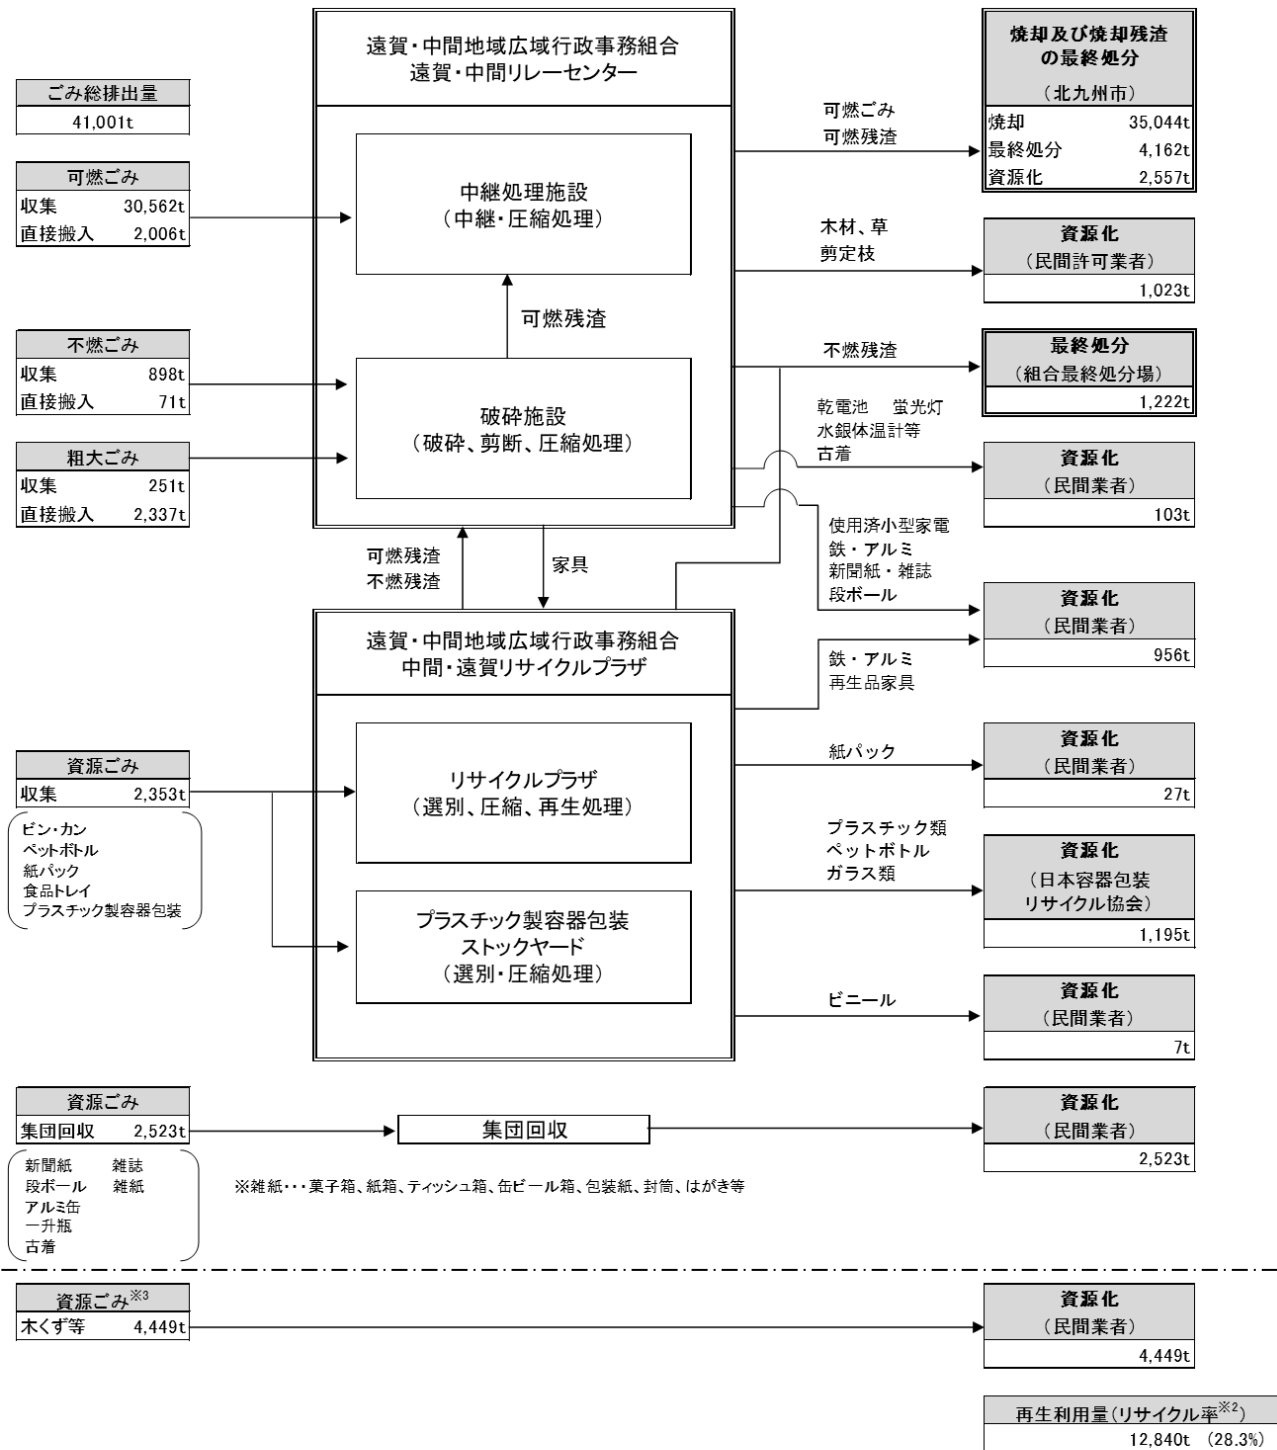 ごみ総排出量
41,001t
可燃ごみ
収集 30,562t
直接搬入 2,006t
不燃ごみ
収集 898t
直接搬入 71t
粗大ごみ
収集 251t
直接搬入 2,337t
資源ごみ
収集 2,353t
ビン・カン
ペットボトル
紙パック
食品トレイ
プラスチック製容器包装
資源ごみ
集団回収 2,523t
新聞紙 雑誌
段ボール 雑紙
アルミ缶
一升瓶
古着
遠賀・中間地域広域行政事務組合
遠賀・中間リレーセンター
中継処理施設
(中継・圧縮処理)
可燃残渣
破砕施設
(破砕、剪断、圧縮処理)
可燃残渣
不燃残渣
家具
遠賀・中間地域広域行政事務組合
中間・遠賀リサイクルプラザ
リサイクルプラザ
(選別、圧縮、再生処理)
プラスチック製容器包装
ストックヤード
(選別・圧縮処理)
集団回収
※雑紙・・・菓子箱、紙箱、ティッシュ箱、缶ビール箱、包装紙、封筒、はがき等
可燃ごみ
可燃残渣
木材、草
剪定枝
不燃残渣
乾電池 蛍光灯
水銀体温計等
古着
使用済小型家電
鉄・アルミ
新聞紙・雑誌
段ボール
鉄・アルミ
再生品家具
紙パック
プラスチック類
ペットボトル
ガラス類
ビニール
焼却及び焼却残渣
の最終処分
(北九州市)
焼却 35,044t
最終処分 4,162t
資源化 2,557t
資源化
(民間許可業者)
1,023t
最終処分
(組合最終処分場)
1,222t
資源化
(民間業者)
103t
資源化
(民間業者)
956t
資源化
(民間業者)
27t
資源化
(日本容器包装
リサイクル協会)
1,195t
資源化
(民間業者)
7t
資源化
(民間業者)
2,523t
資源ごみ※3
木くず等 4,449t
資源化
(民間業者)
4,449t
再生利用量(リサイクル率※2)
12,840t (28.3%)